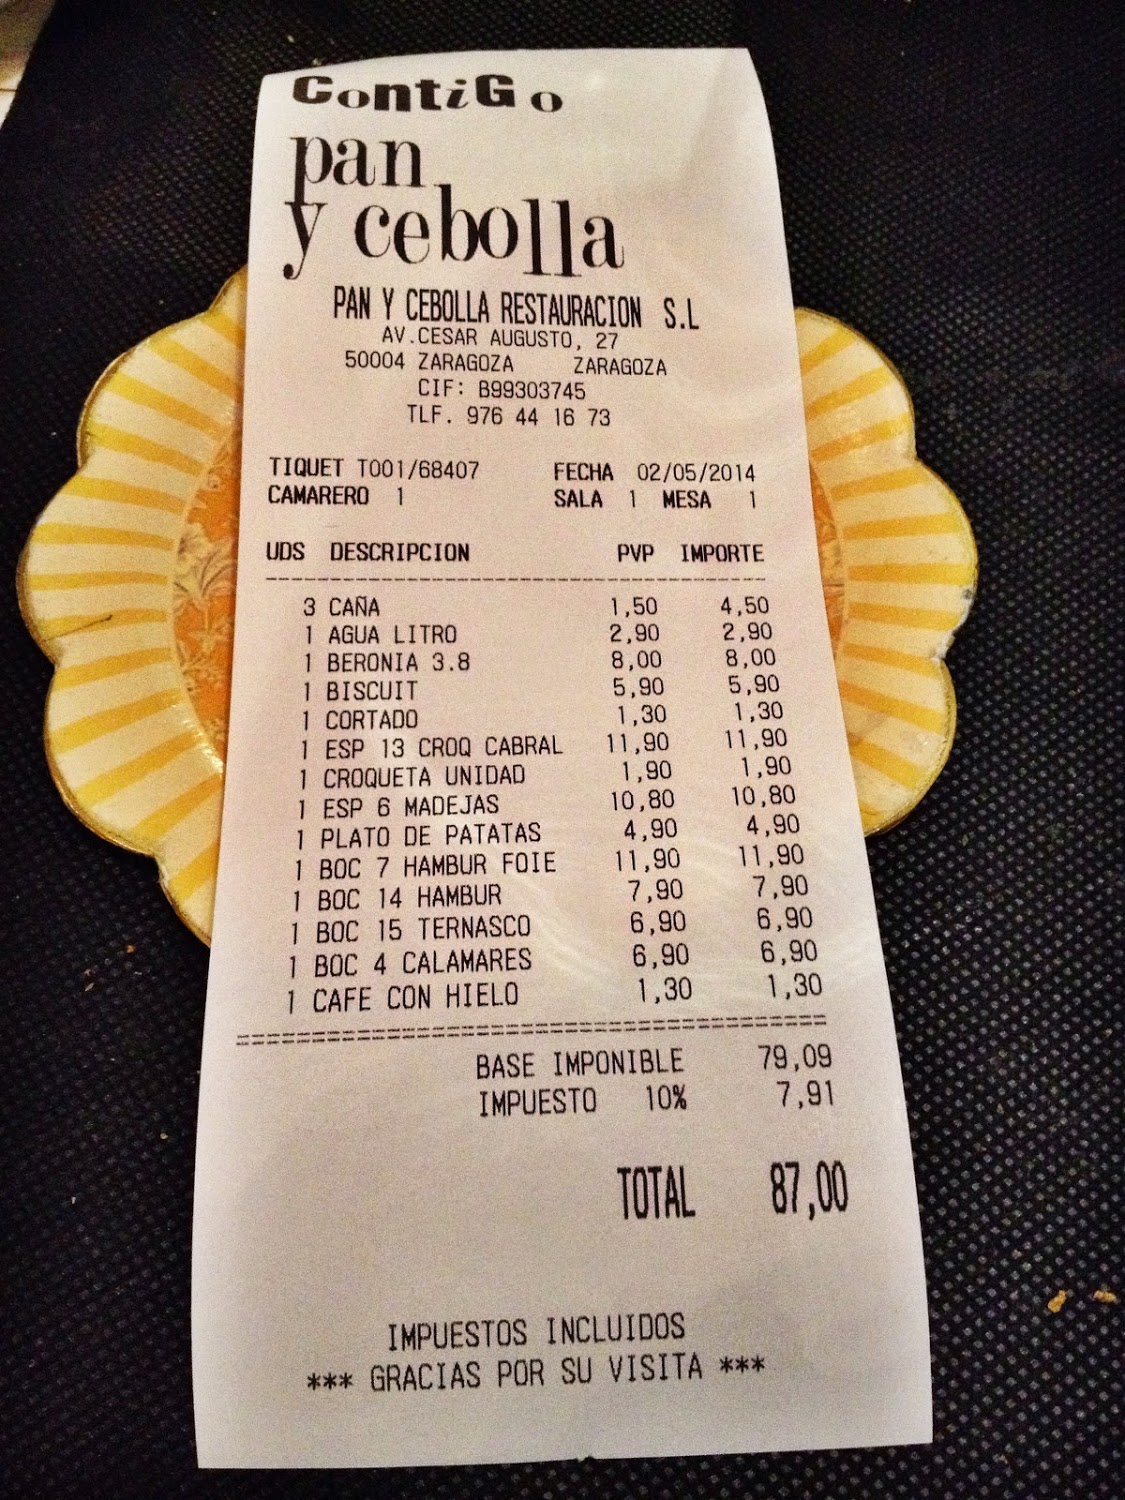 ContiGo
pan
y cebolla
PAN Y CEBOLLA RESTAURACION S.L
AV.CESAR AUGUSTO, 27
50004 ZARAGOZA ZARAGOZA
CIF: B99303745
TLF. 976 44 16 73
TIQUET T001/68407 FECHA 02/05/2014
CAMARERO 1 SALA 1 MESA 1
UDS DESCRIPCION PVP IMPORTE
3 CAÑA 1,50 4,50
1 AGUA LITRO 2,90 2,90
1 BERONIA 3.8 8,00 8,00
1 BISCUIT 5,90 5,90
1 CORTADO 1,30 1,30
1 ESP 13 CROQ CABRAL 11,90 11,90
1 CROQUETA UNIDAD 1,90 1,90
1 ESP 6 MADEJAS 10,80 10,80
1 PLATO DE PATATAS 4,90 4,90
1 BOC 7 HAMBUR FOIE 11,90 11,90
1 BOC 14 HAMBUR 7,90 7,90
1 BOC 15 TERNASCO 6,90 6,90
1 BOC 4 CALAMARES 6,90 6,90
1 CAFE CON HIELO 1,30 1,30
BASE IMPONIBLE 79,09
IMPUESTO 10% 7,91
TOTAL 87,00
IMPUESTOS INCLUIDOS
*** GRACIAS POR SU VISITA ***